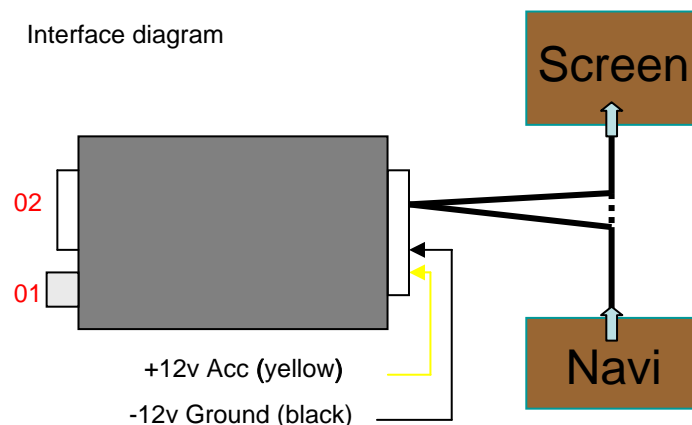 Interface diagram
Screen
02
01
+12v Acc (yellow)
-12v Ground (black)
Navi